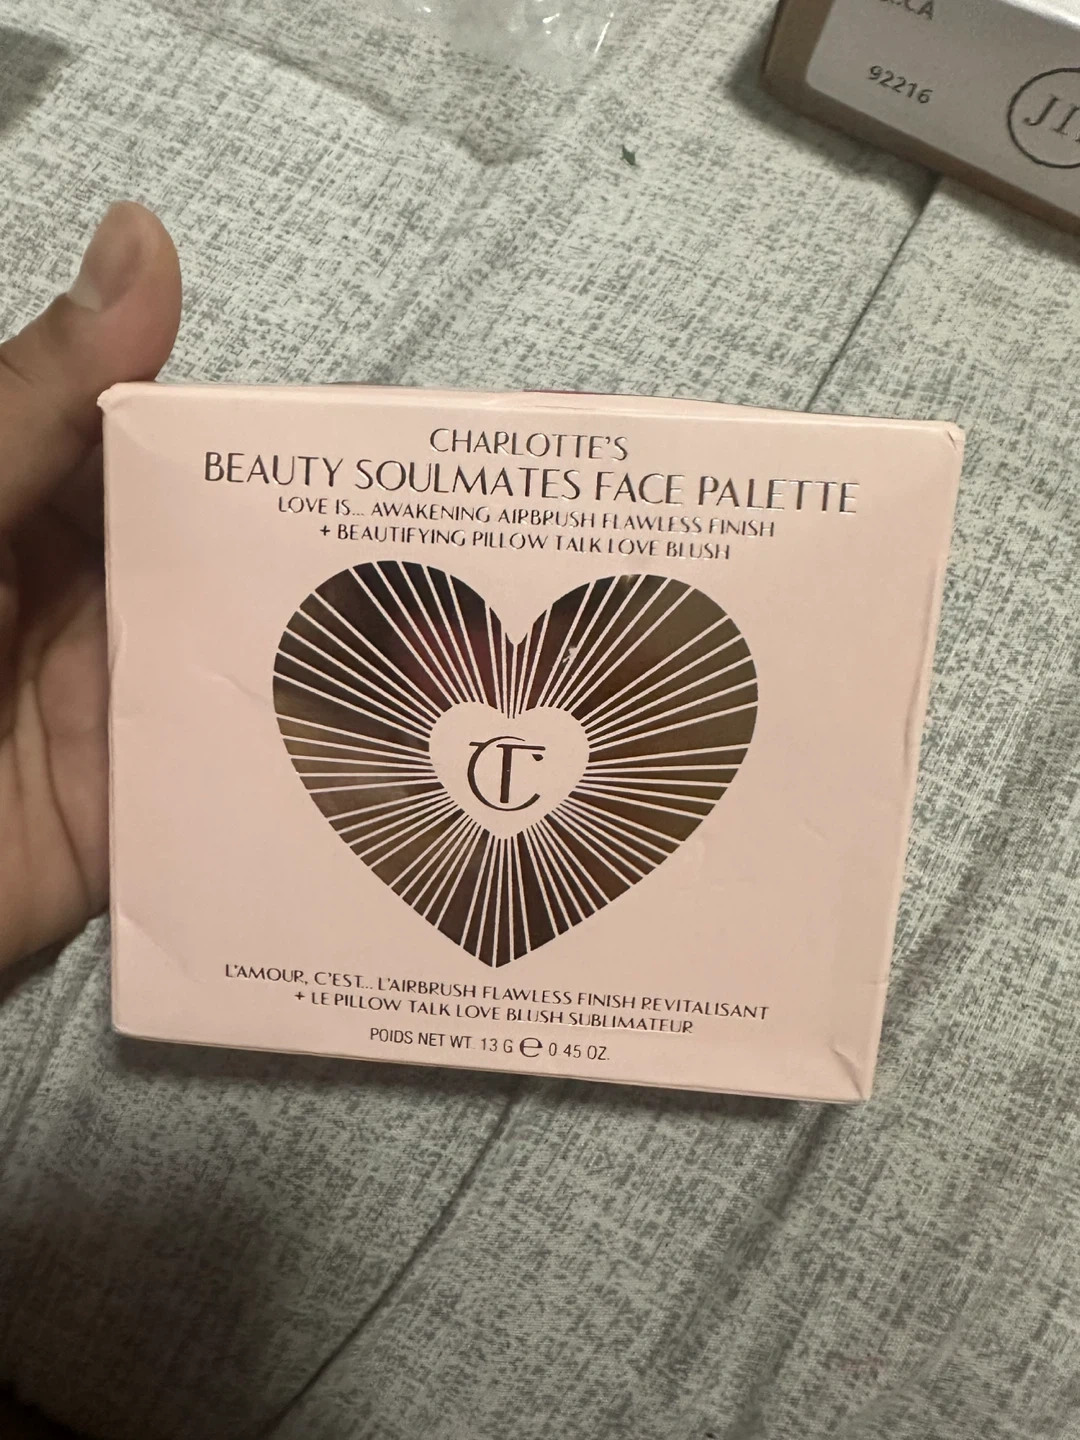 .CA
92216
CHARLOTTE'S
BEAUTY SOULMATES FACE PALETTE
LOVE IS... AWAKENING AIRBRUSH FLAWLESS FINISH
+ BEAUTIFYING PILLOW TALK LOVE BLUSH
CT
L'AMOUR, C'EST... L'AIRBRUSH FLAWLESS FINISH REVITALISANT
+ LE PILLOW TALK LOVE BLUSH SUBLIMATEUR
POIDS NET WT. 13 G ℮ 0.45 OZ.